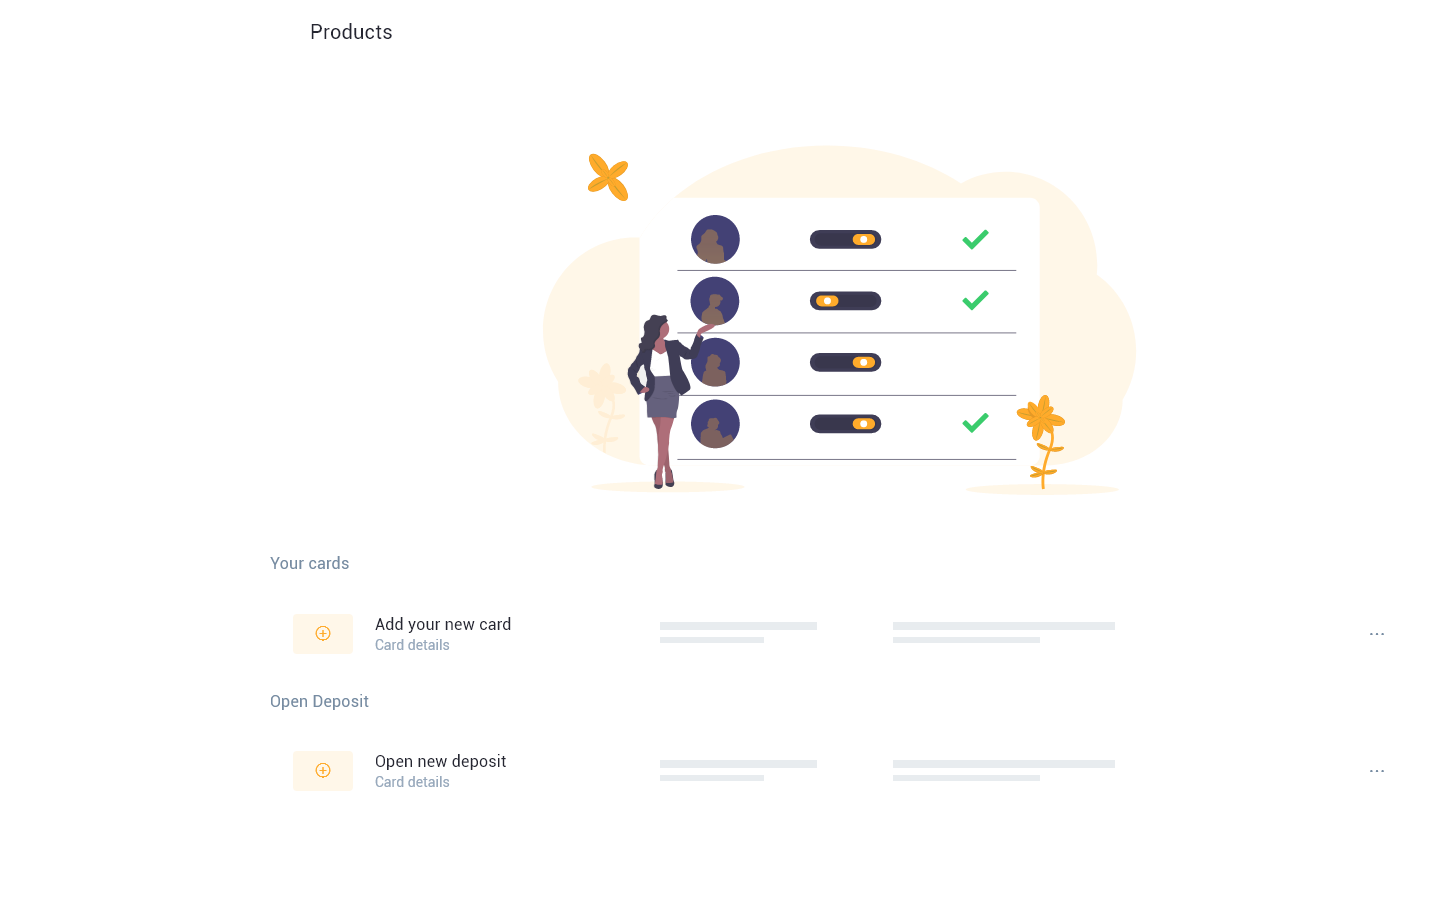 Products
Your cards
Add your new card
Card details
...
Open Deposit
Open new deposit
Card details
...